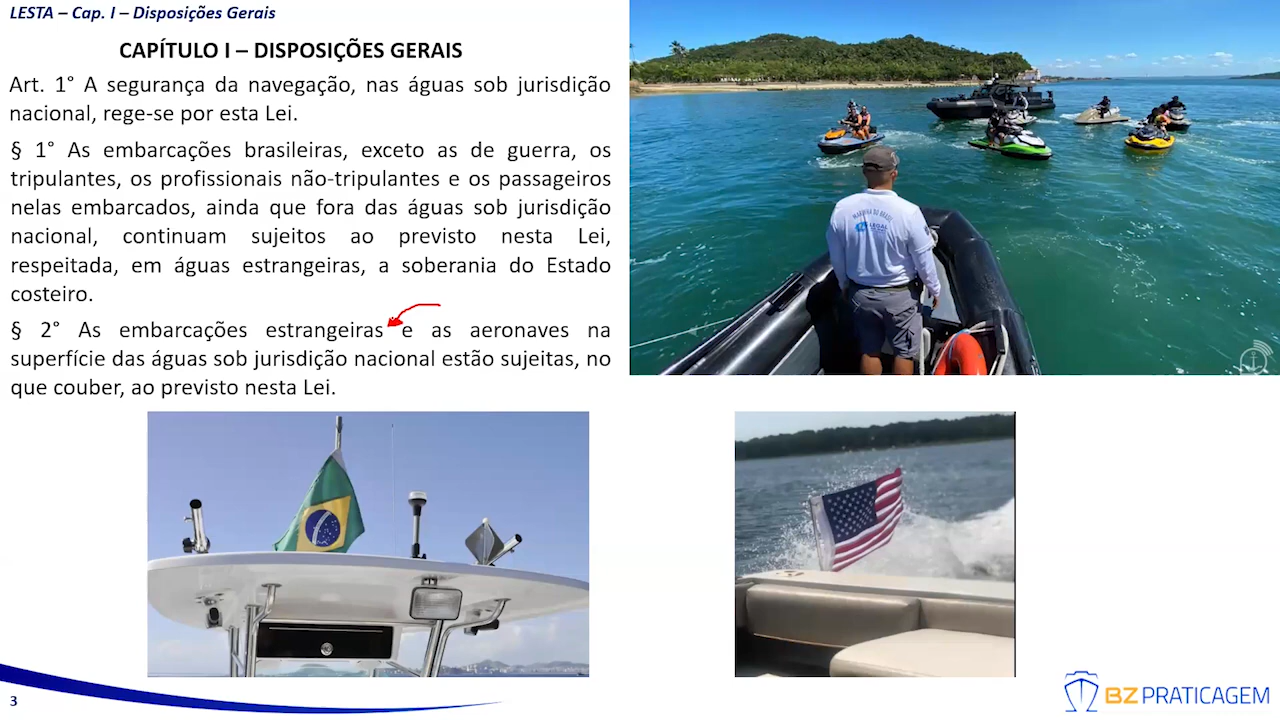 LESTA – Cap. I – Disposições Gerais
CAPÍTULO I – DISPOSIÇÕES GERAIS
Art. 1° A segurança da navegação, nas águas sob jurisdição
nacional, rege-se por esta Lei.
§ 1° As embarcações brasileiras, exceto as de guerra, os
tripulantes, os profissionais não-tripulantes e os passageiros
nelas embarcados, ainda que fora das águas sob jurisdição
nacional, continuam sujeitos ao previsto nesta Lei,
respeitada, em águas estrangeiras, a soberania do Estado
costeiro.
§ 2° As embarcações estrangeiras e as aeronaves na
superfície das águas sob jurisdição nacional estão sujeitas, no
que couber, ao previsto nesta Lei.
MARINHA DO BRASIL
LEGAL
3
BZPRATICAGEM